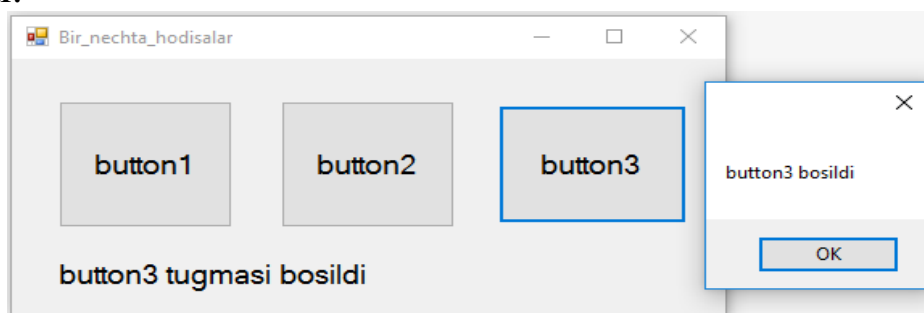 Bir_nechta_hodisalar
button1
button2
button3
button3 tugmasi bosildi
button3 bosildi
OK